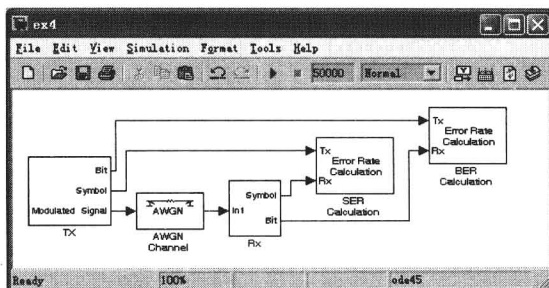 ex4
File Edit View Simulation Format Tools Help
50000 Normal
Bit
Symbol
Modulated Signal
TX
AWGN
AWGN
Channel
In1
Symbol
Bit
Rx
Tx
Rx
Error Rate
Calculation
SER
Calculation
Tx
Rx
Error Rate
Calculation
BER
Calculation
Ready 100% ode45